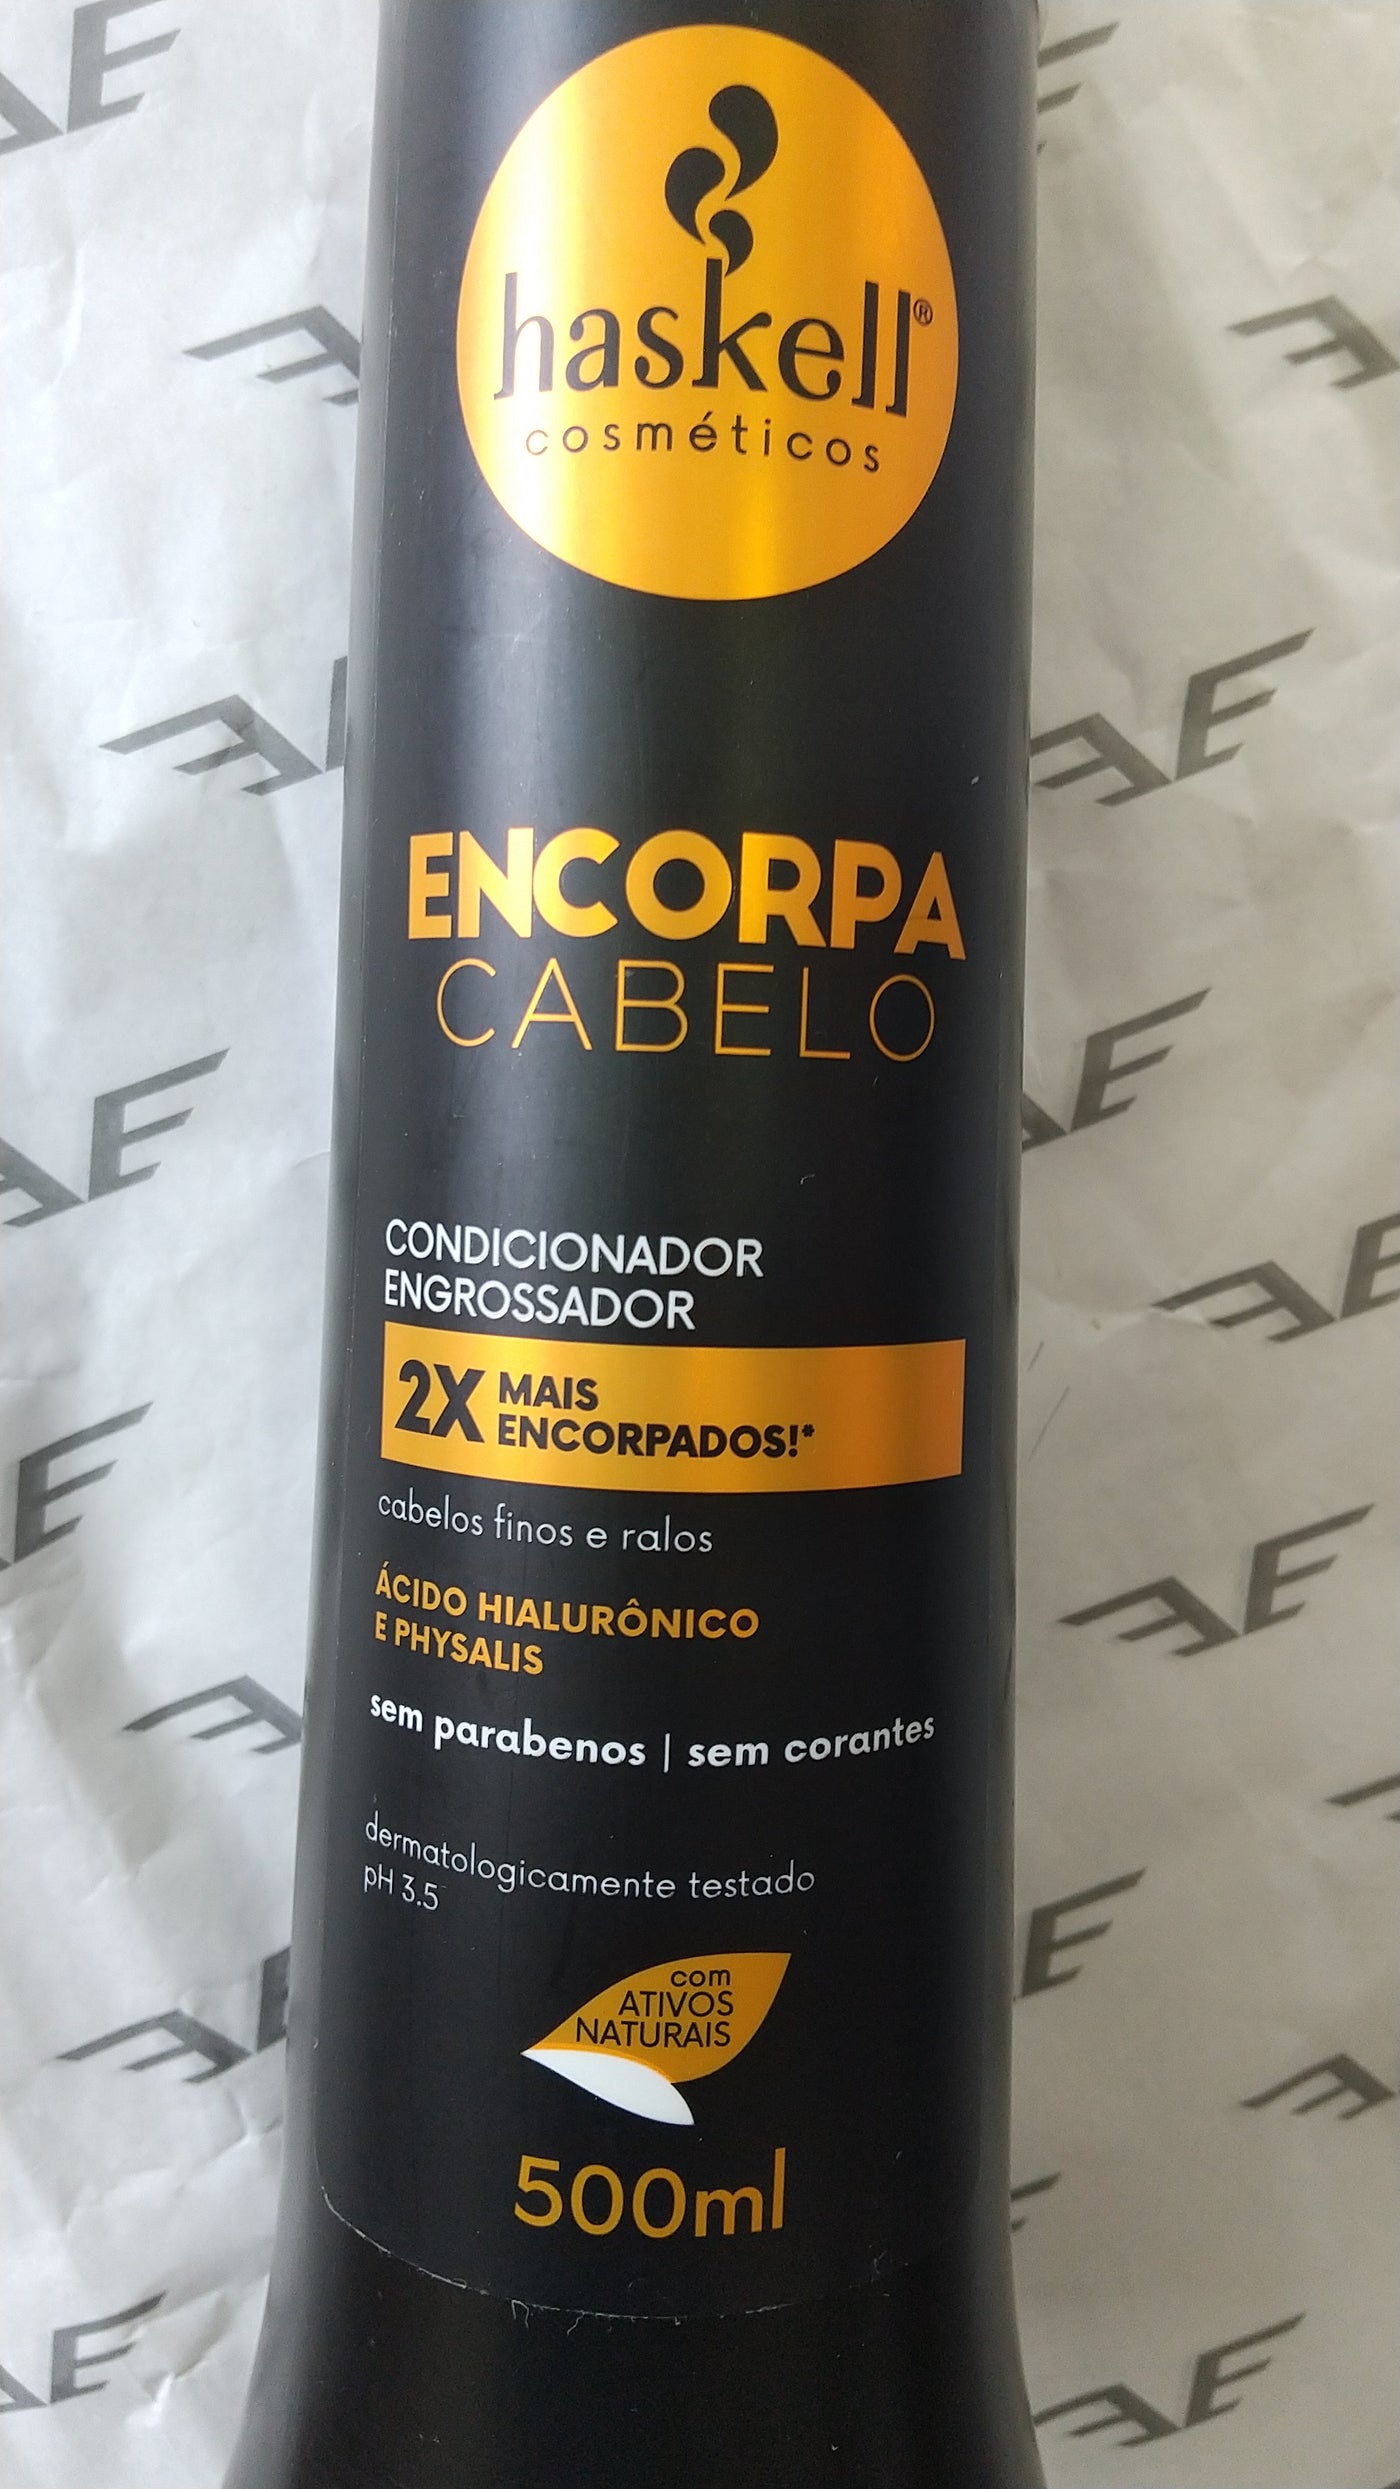 haskell®
cosméticos
ENCORPA
CABELO
CONDICIONADOR
ENGROSSADOR
2X MAIS
ENCORPADOS!*
cabelos finos e ralos
ÁCIDO HIALURÔNICO
E PHYSALIS
sem parabenos | sem corantes
dermatologicamente testado
pH 3.5
com
ATIVOS
NATURAIS
500ml